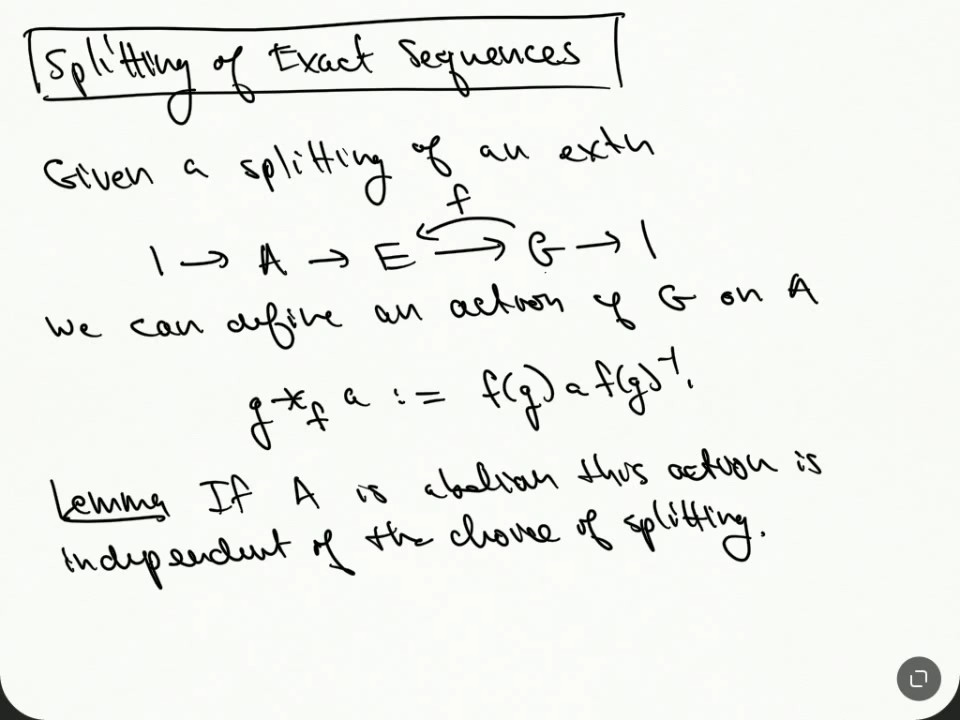 Splitting of Exact Sequences
Given a splitting of an extn
f
1 → A → E → G → 1
We can define an action of G on A
g *_f a := f(g) a f(g)^-1.
Lemma If A is abelian this action is
independent of the choice of splitting.